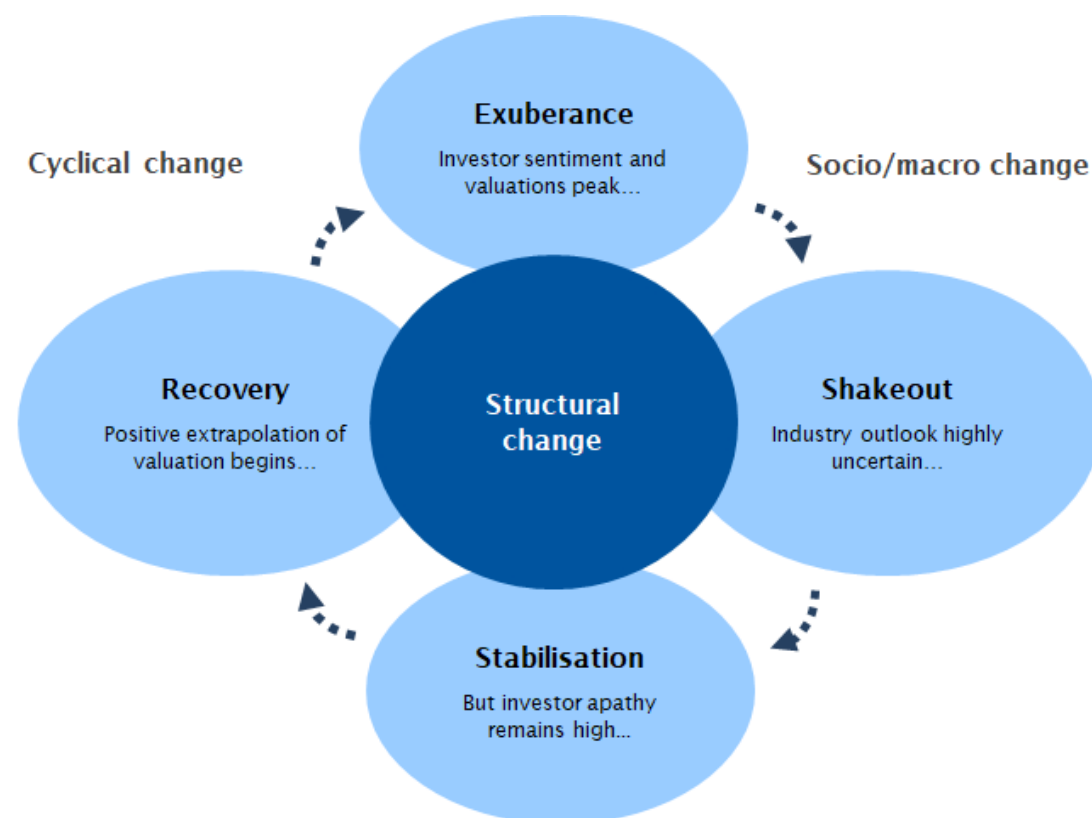 Exuberance
Investor sentiment and
valuations peak…
Cyclical change
Socio/macro change
Recovery
Positive extrapolation of
valuation begins…
Structural
change
Shakeout
Industry outlook highly
uncertain…
Stabilisation
But investor apathy
remains high…